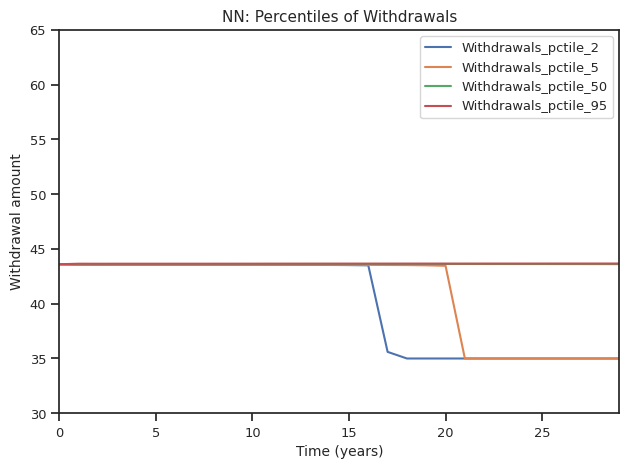 NN: Percentiles of Withdrawals
Withdrawals_pctile_2
Withdrawals_pctile_5
Withdrawals_pctile_50
Withdrawals_pctile_95
Withdrawal amount
65
60
55
50
45
40
35
30
0 5 10 15 20 25
Time (years)